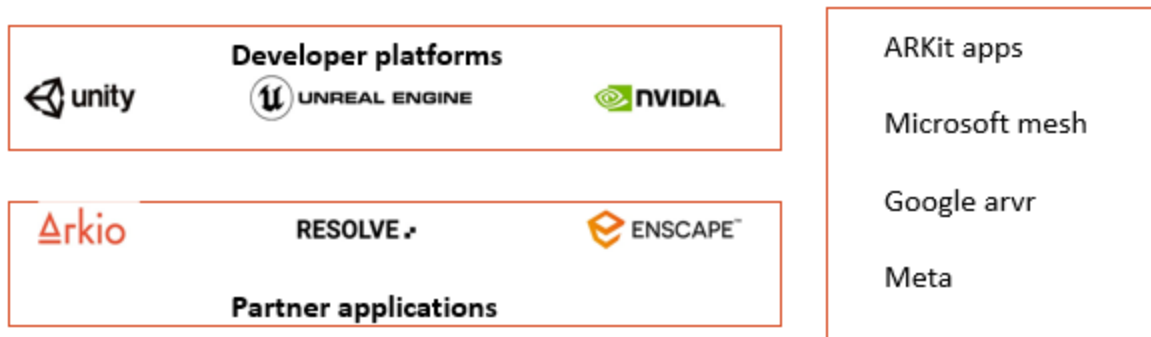 Developer platforms
unity
UNREAL ENGINE
NVIDIA
Arkio
RESOLVE
ENSCAPE™
Partner applications
ARKit apps
Microsoft mesh
Google arvr
Meta